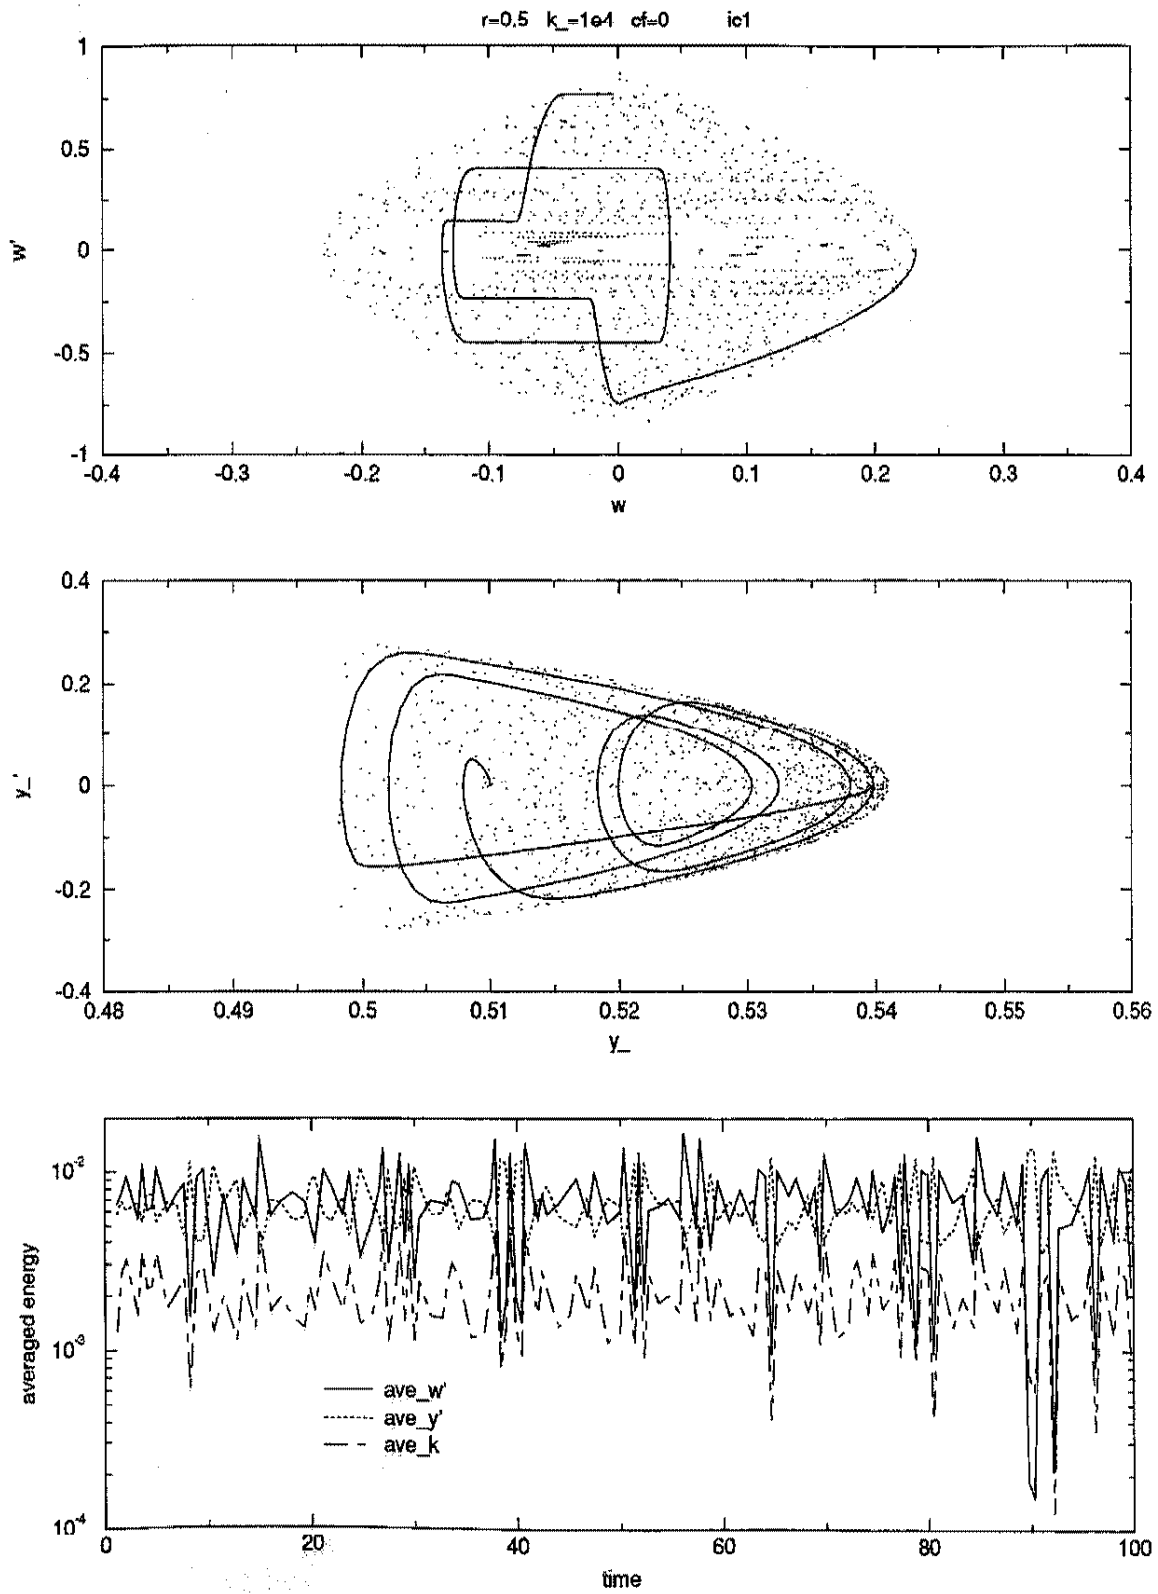 r=0.5 k_=1e4 cf=0 ic1
1
0.5
w'
0
-0.5
-1
-0.4 -0.3 -0.2 -0.1 0 0.1 0.2 0.3 0.4
w
0.4
0.2
y_'
0
-0.2
-0.4
0.48 0.49 0.5 0.51 0.52 0.53 0.54 0.55 0.56
y_
10-2
averaged energy
10-3
ave_w'
ave_y'
ave_k
10-4
0 20 40 60 80 100
time